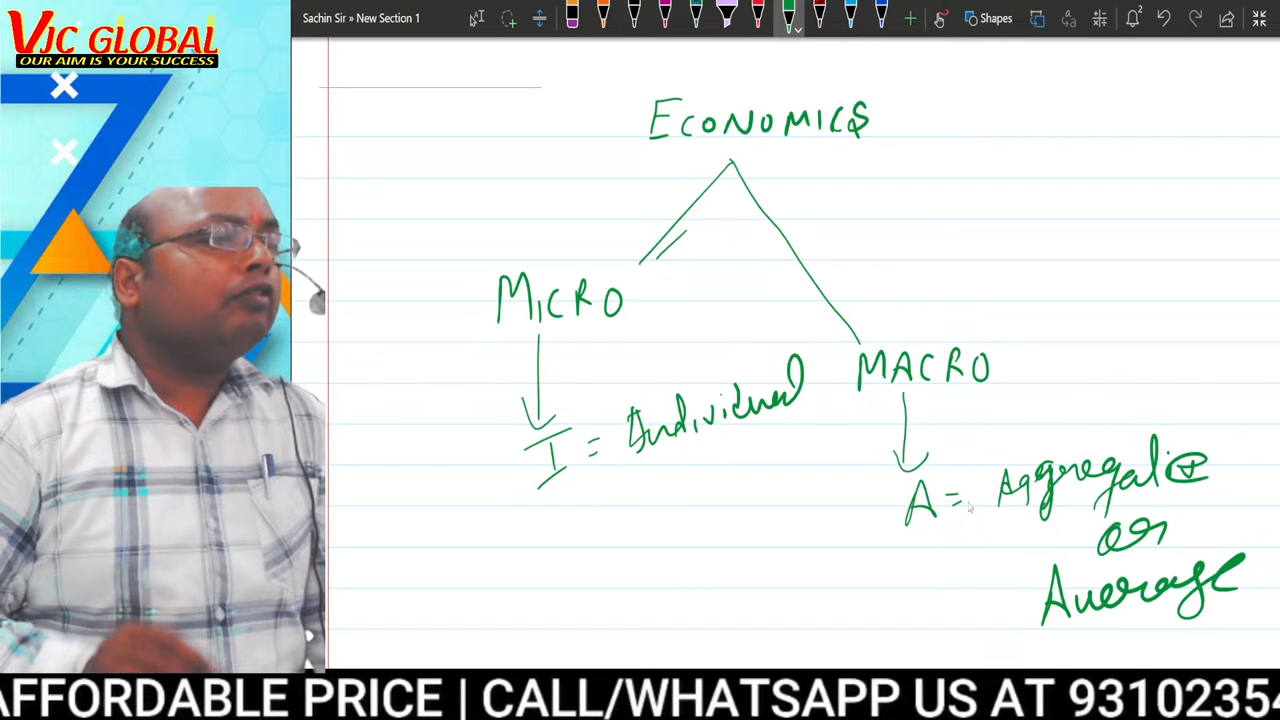 Sachin Sir » New Section 1
Shapes
VJC GLOBAL
OUR AIM IS YOUR SUCCESS
ECONOMICS
MICRO
MACRO
I = Individual
A = Aggregate
or
Average
AFFORDABLE PRICE | CALL/WHATSAPP US AT 93102354